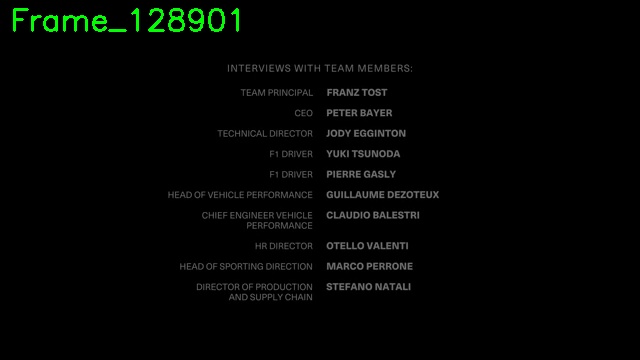 Frame_128901
INTERVIEWS WITH TEAM MEMBERS:
TEAM PRINCIPAL FRANZ TOST
CEO PETER BAYER
TECHNICAL DIRECTOR JODY EGGINTON
F1 DRIVER YUKI TSUNODA
F1 DRIVER PIERRE GASLY
HEAD OF VEHICLE PERFORMANCE GUILLAUME DEZOTEUX
CHIEF ENGINEER VEHICLE CLAUDIO BALESTRI
PERFORMANCE
HR DIRECTOR OTELLO VALENTI
HEAD OF SPORTING DIRECTION MARCO PERRONE
DIRECTOR OF PRODUCTION STEFANO NATALI
AND SUPPLY CHAIN